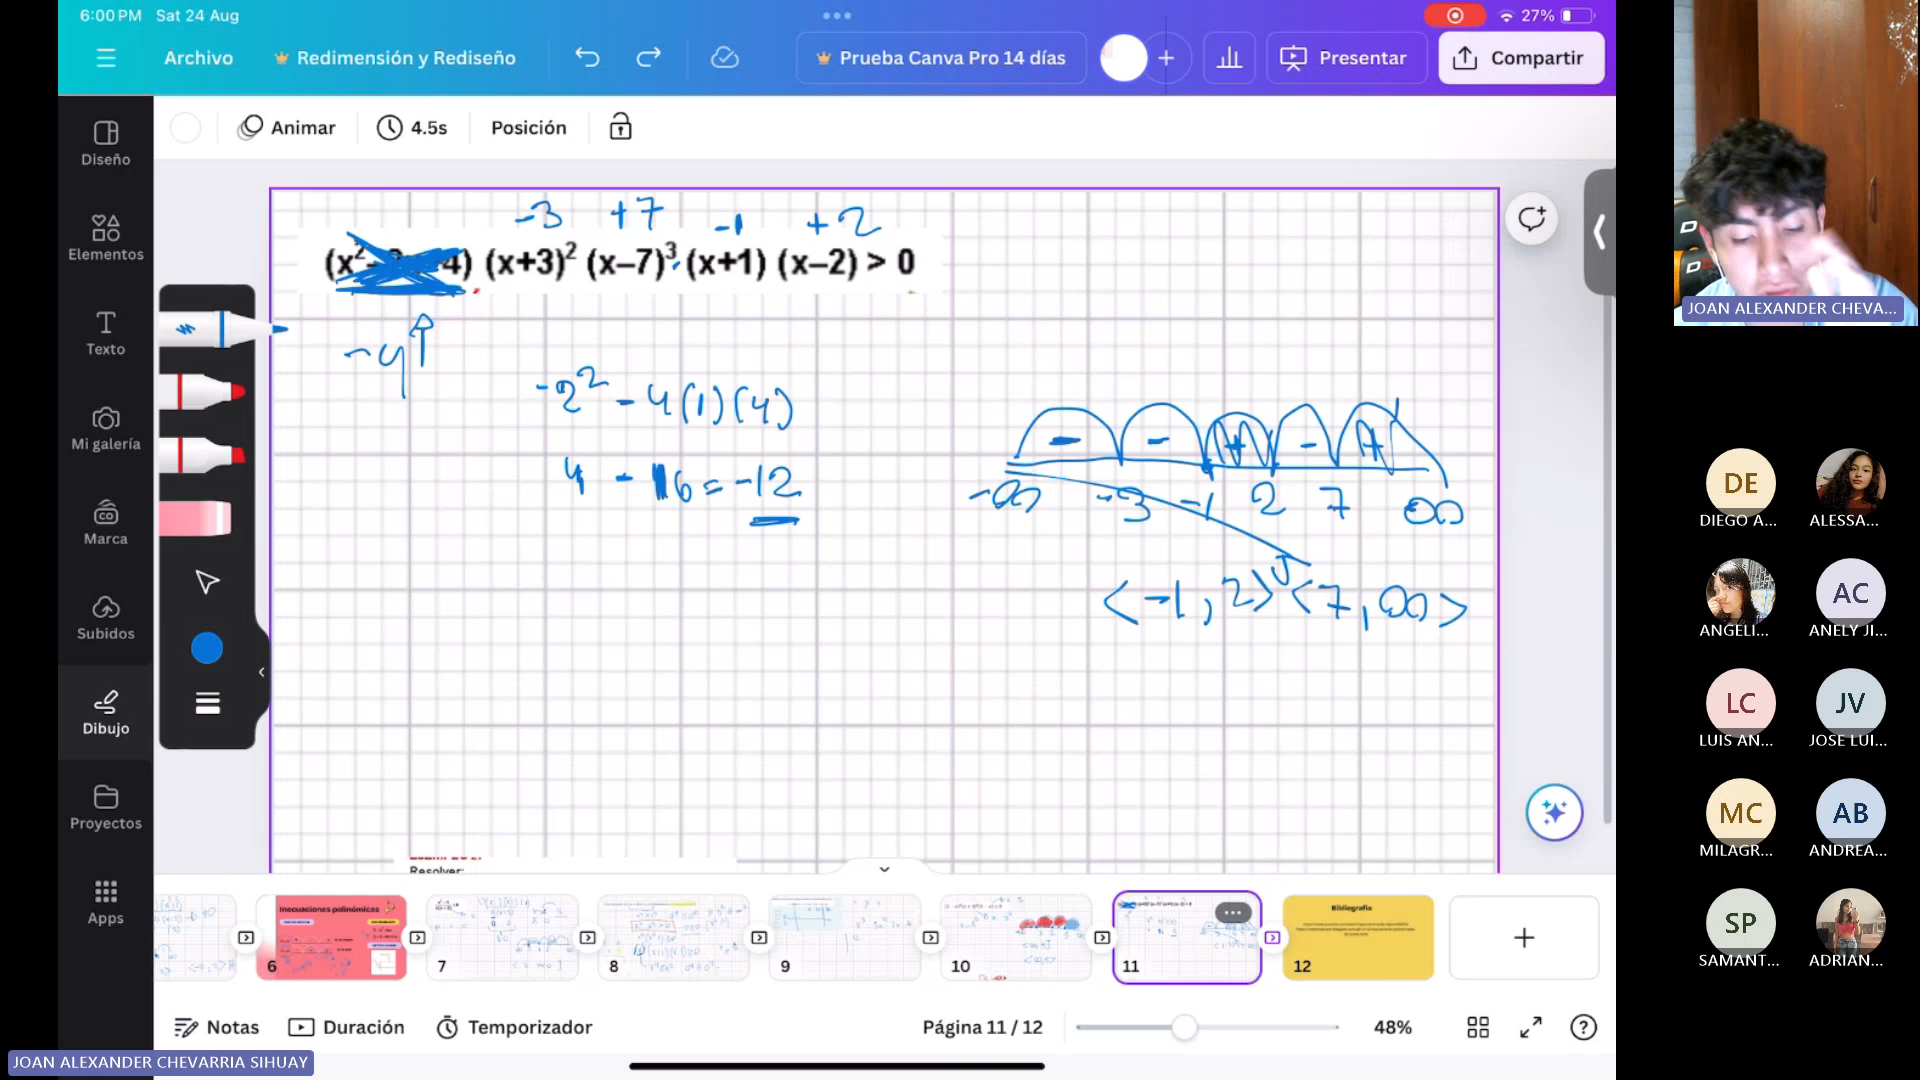 6:00 PM Sat 24 Aug
27%
Archivo
Redimensión y Rediseño
Prueba Canva Pro 14 días
Presentar
Compartir
Animar
4.5s
Posición
Diseño
Elementos
Texto
Mi galería
Marca
Subidos
Dibujo
Proyectos
Apps
-3 +7 -1 +2
(x² 4) (x+3)² (x–7)³ (x+1) (x–2) > 0
-2² - 4(1)(4)
4 - 16 = -12
- - + - +
-∞ -3 -1 2 7 ∞
<-1, 2> U <7, ∞>
Resolver:
Inecuaciones polinómicas
6
7
8
9
10
11
Bibliografía
12
Notas
Duración
Temporizador
Página 11 / 12
48%
JOAN ALEXANDER CHEVARRIA SIHUAY
JOAN ALEXANDER CHEVA...
DE
DIEGO A...
ALESSA...
ANGELI...
AC
ANELY JI...
LC
LUIS AN...
JV
JOSE LUI...
MC
MILAGR...
AB
ANDREA...
SP
SAMANT...
ADRIAN...